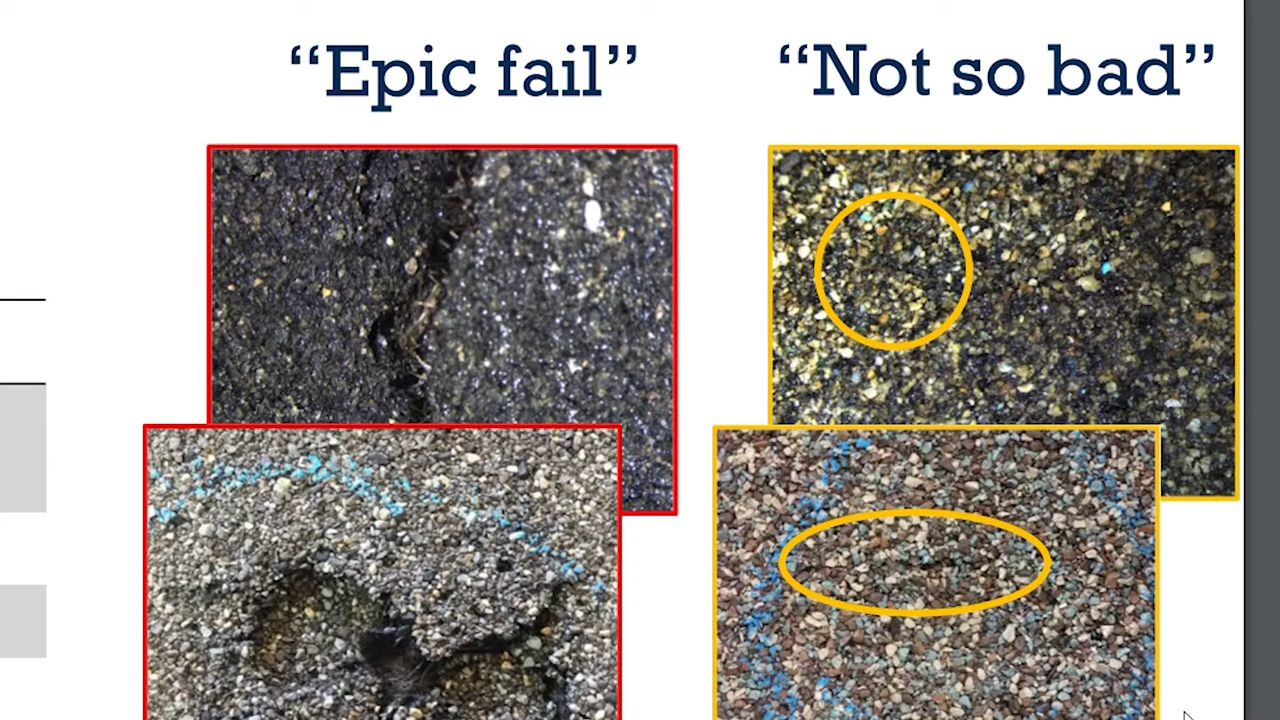 “Epic fail”
“Not so bad”